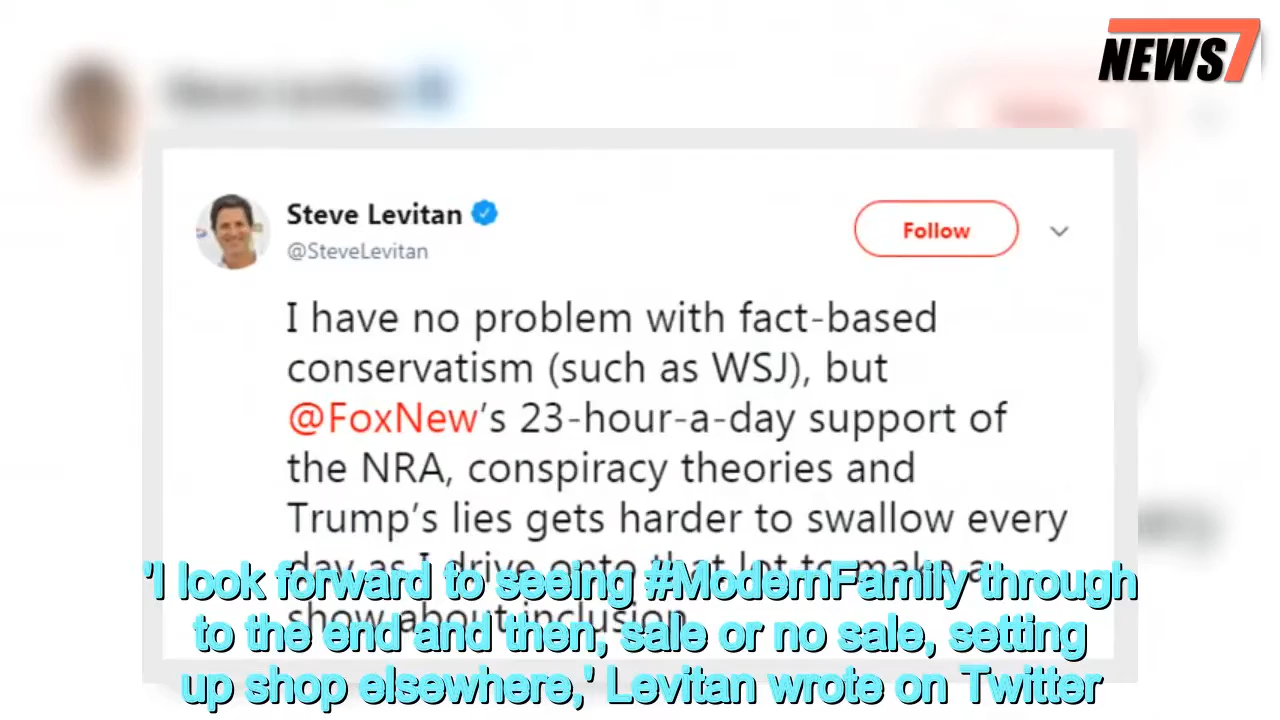 NEWS7
Steve Levitan
@SteveLevitan
Follow
I have no problem with fact-based
conservatism (such as WSJ), but
@FoxNew's 23-hour-a-day support of
the NRA, conspiracy theories and
Trump's lies gets harder to swallow every
day as I drive onto that lot to make a
show about inclusion.
'I look forward to seeing #ModernFamily through
to the end and then, sale or no sale, setting
up shop elsewhere,' Levitan wrote on Twitter